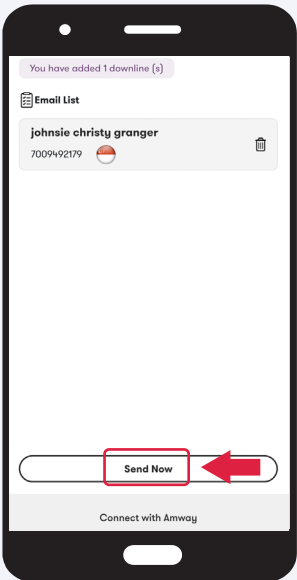 You have added 1 downline (s)
Email List
johnsie christy granger
7009492179
Send Now
Connect with Amway